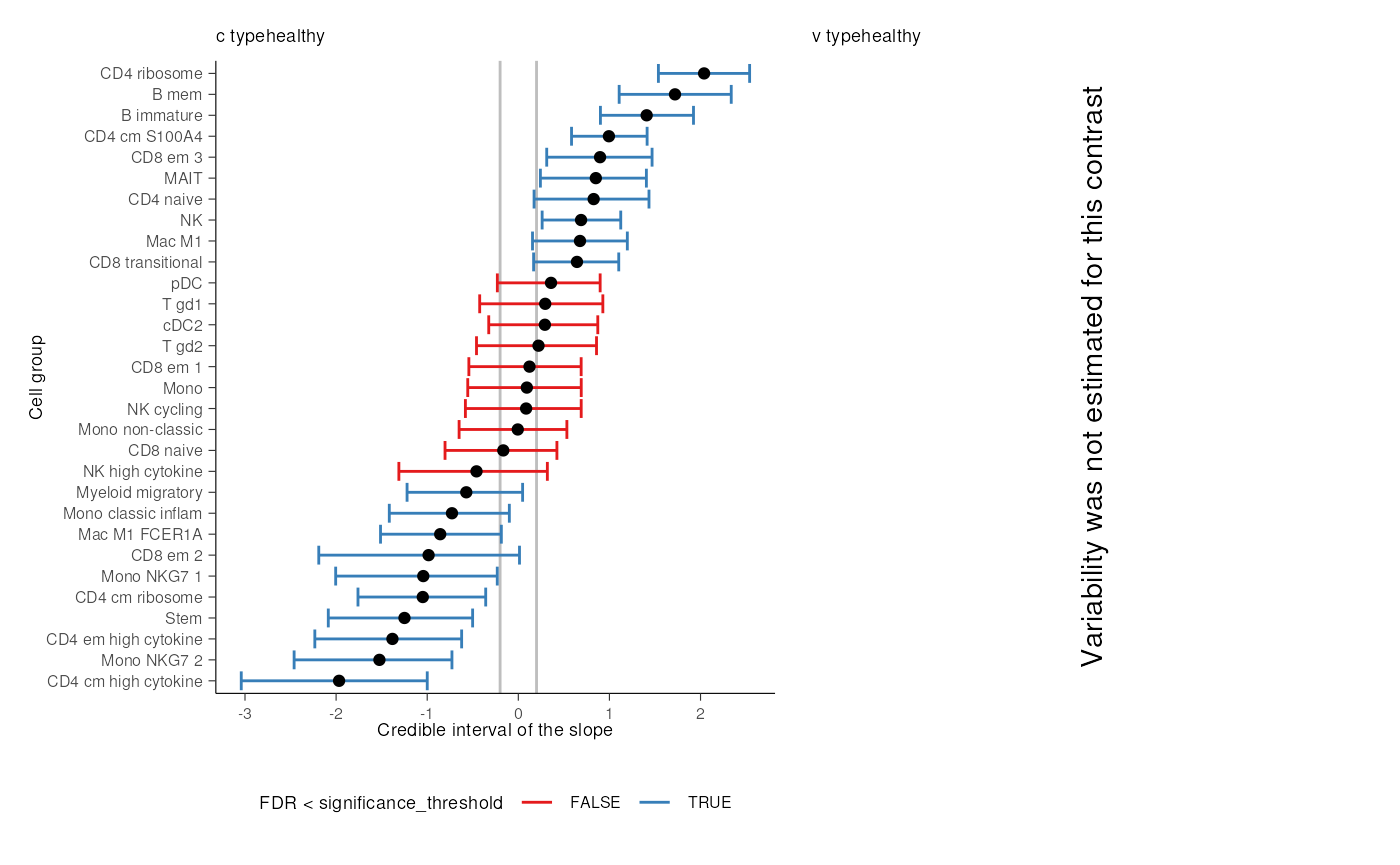 c typehealthy
v typehealthy
Cell group
CD4 ribosome
B mem
B immature
CD4 cm S100A4
CD8 em 3
MAIT
CD4 naive
NK
Mac M1
CD8 transitional
pDC
T gd1
cDC2
T gd2
CD8 em 1
Mono
NK cycling
Mono non-classic
CD8 naive
NK high cytokine
Myeloid migratory
Mono classic inflam
Mac M1 FCER1A
CD8 em 2
Mono NKG7 1
CD4 cm ribosome
Stem
CD4 em high cytokine
Mono NKG7 2
CD4 cm high cytokine
-3 -2 -1 0 1 2
Credible interval of the slope
Variability was not estimated for this contrast
FDR < significance_threshold FALSE TRUE